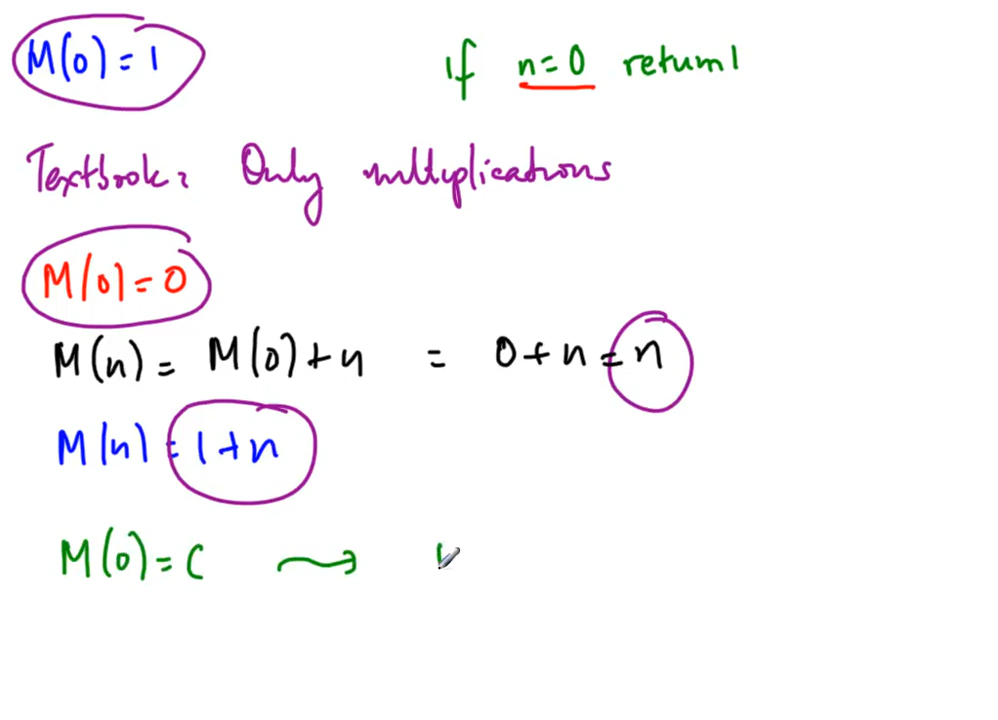 M(0) = 1 if n = 0 return 1
Textbook: Only multiplications
M(0) = 0
M(n) = M(0) + n = 0 + n = n
M(n) = 1 + n
M(0) = C ⟿